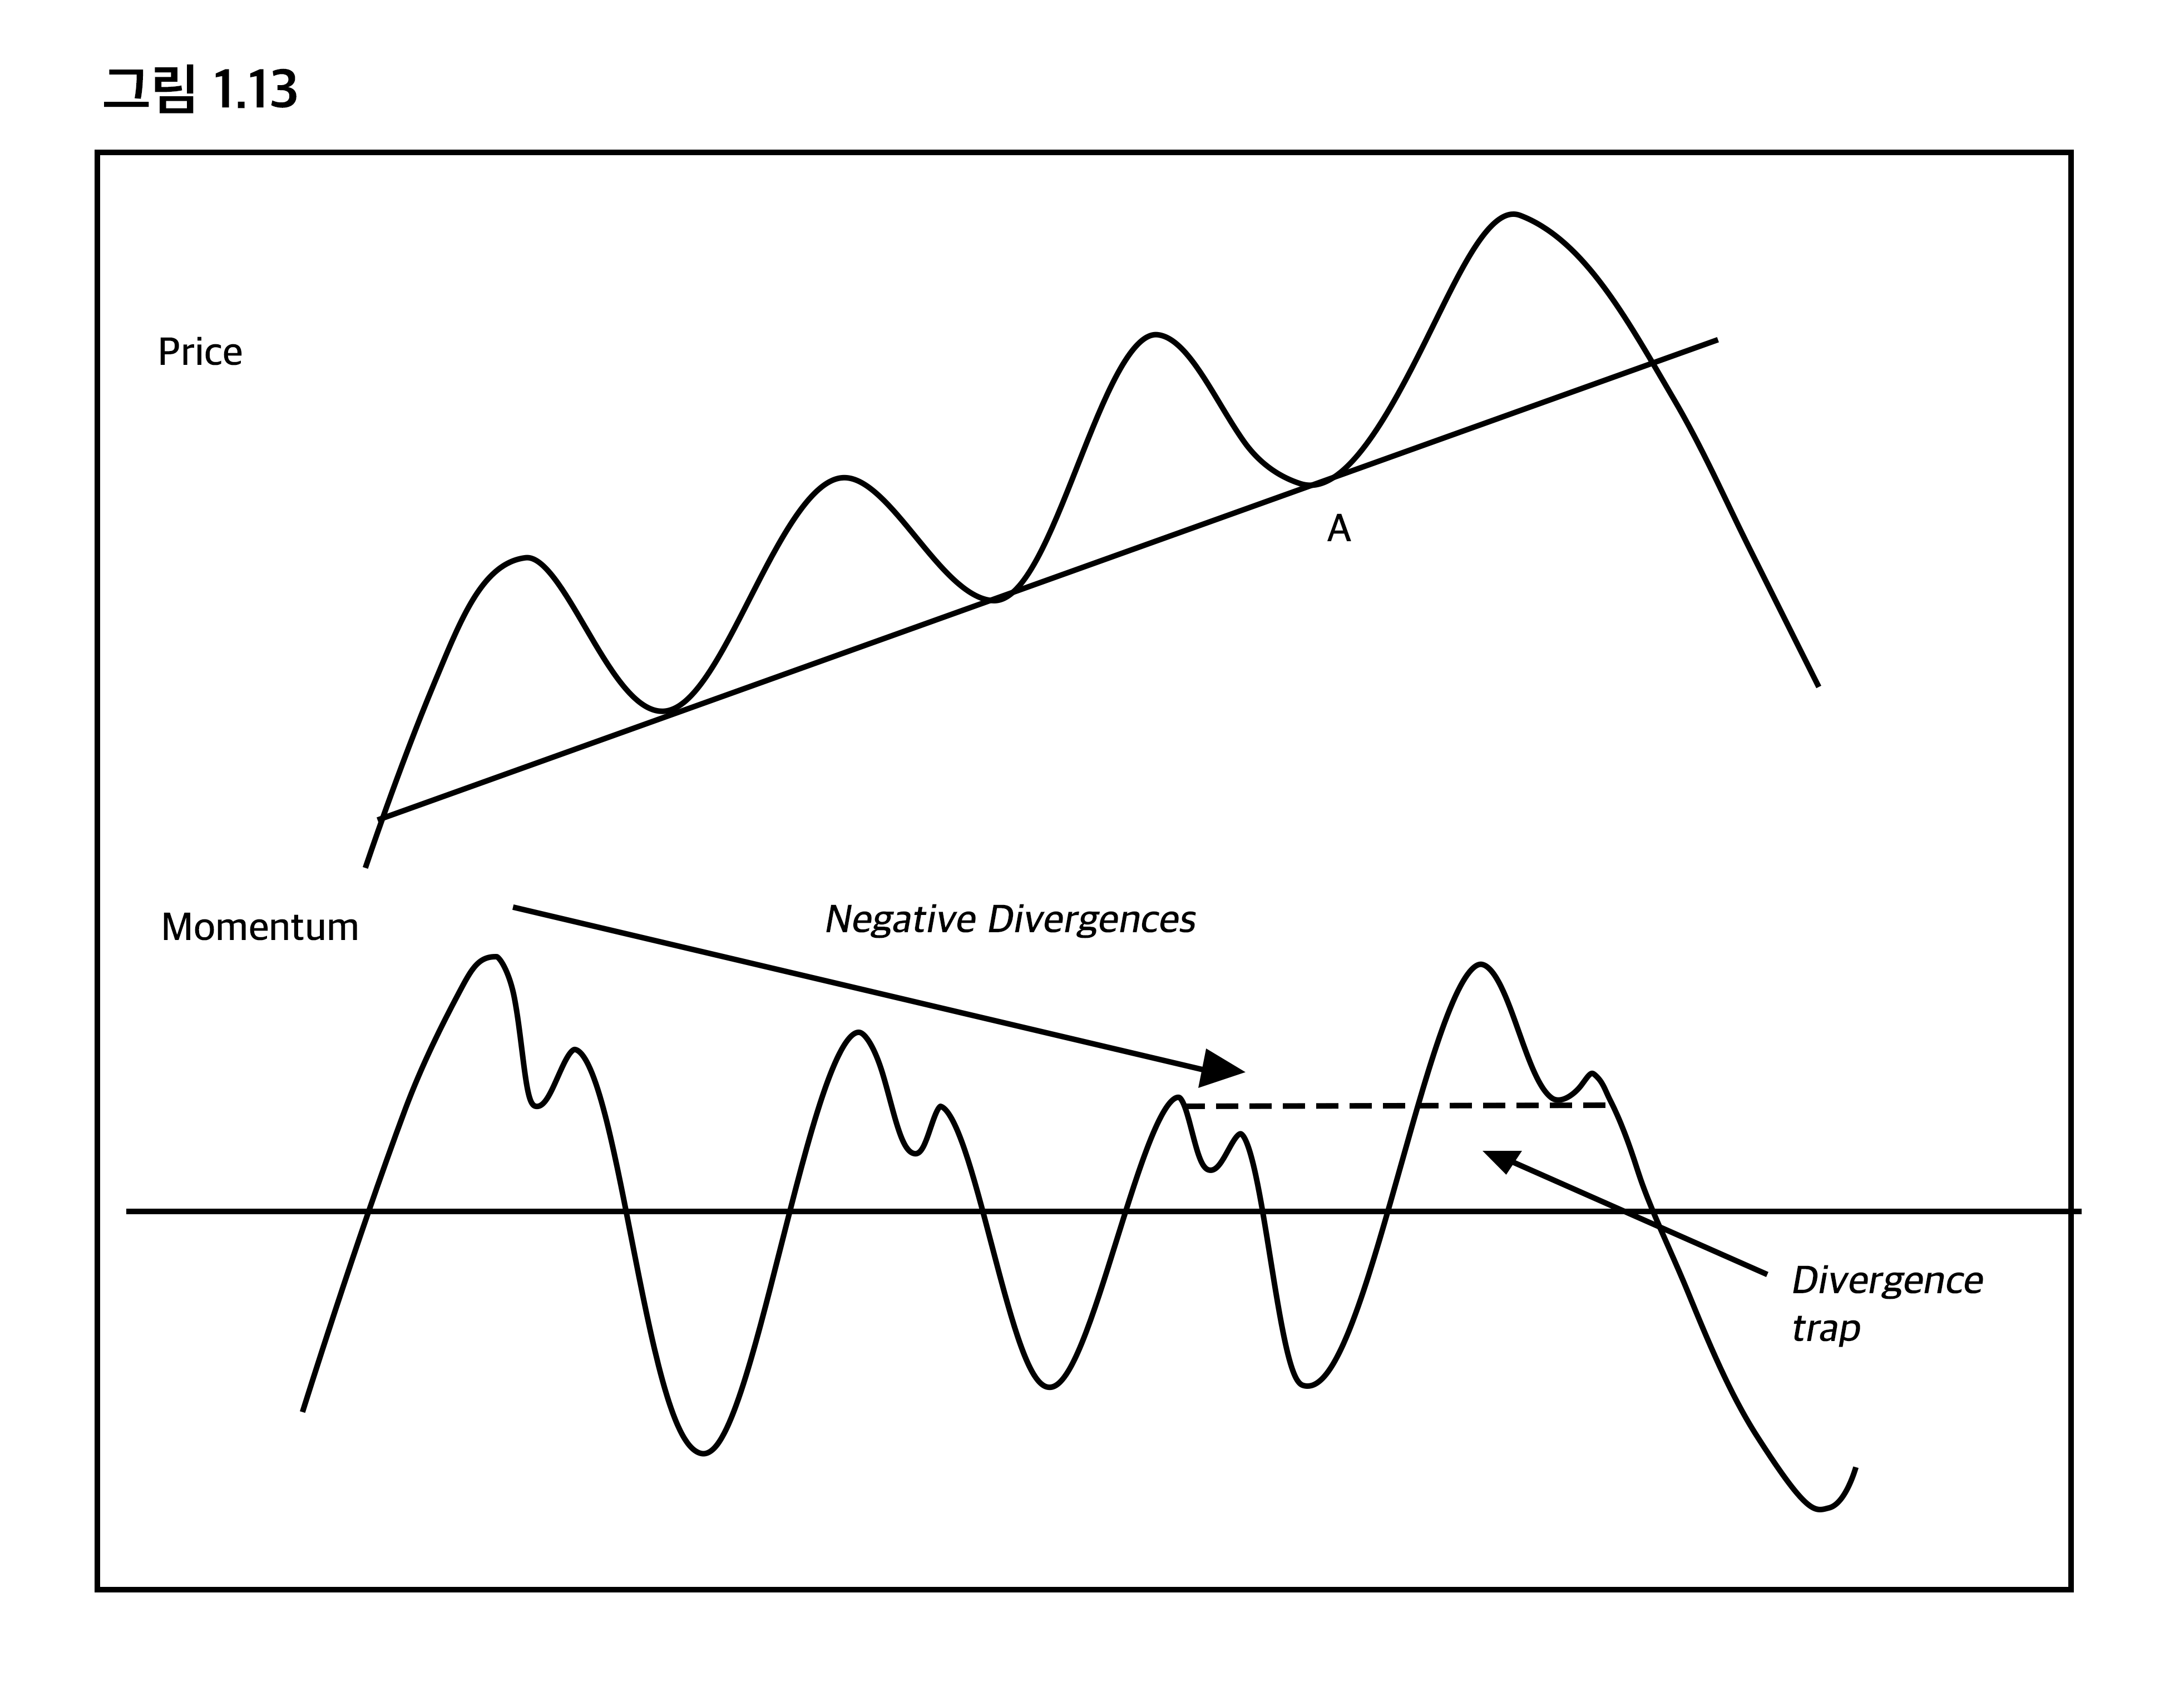 그림 1.13
Price
A
Momentum
Negative Divergences
Divergence
trap